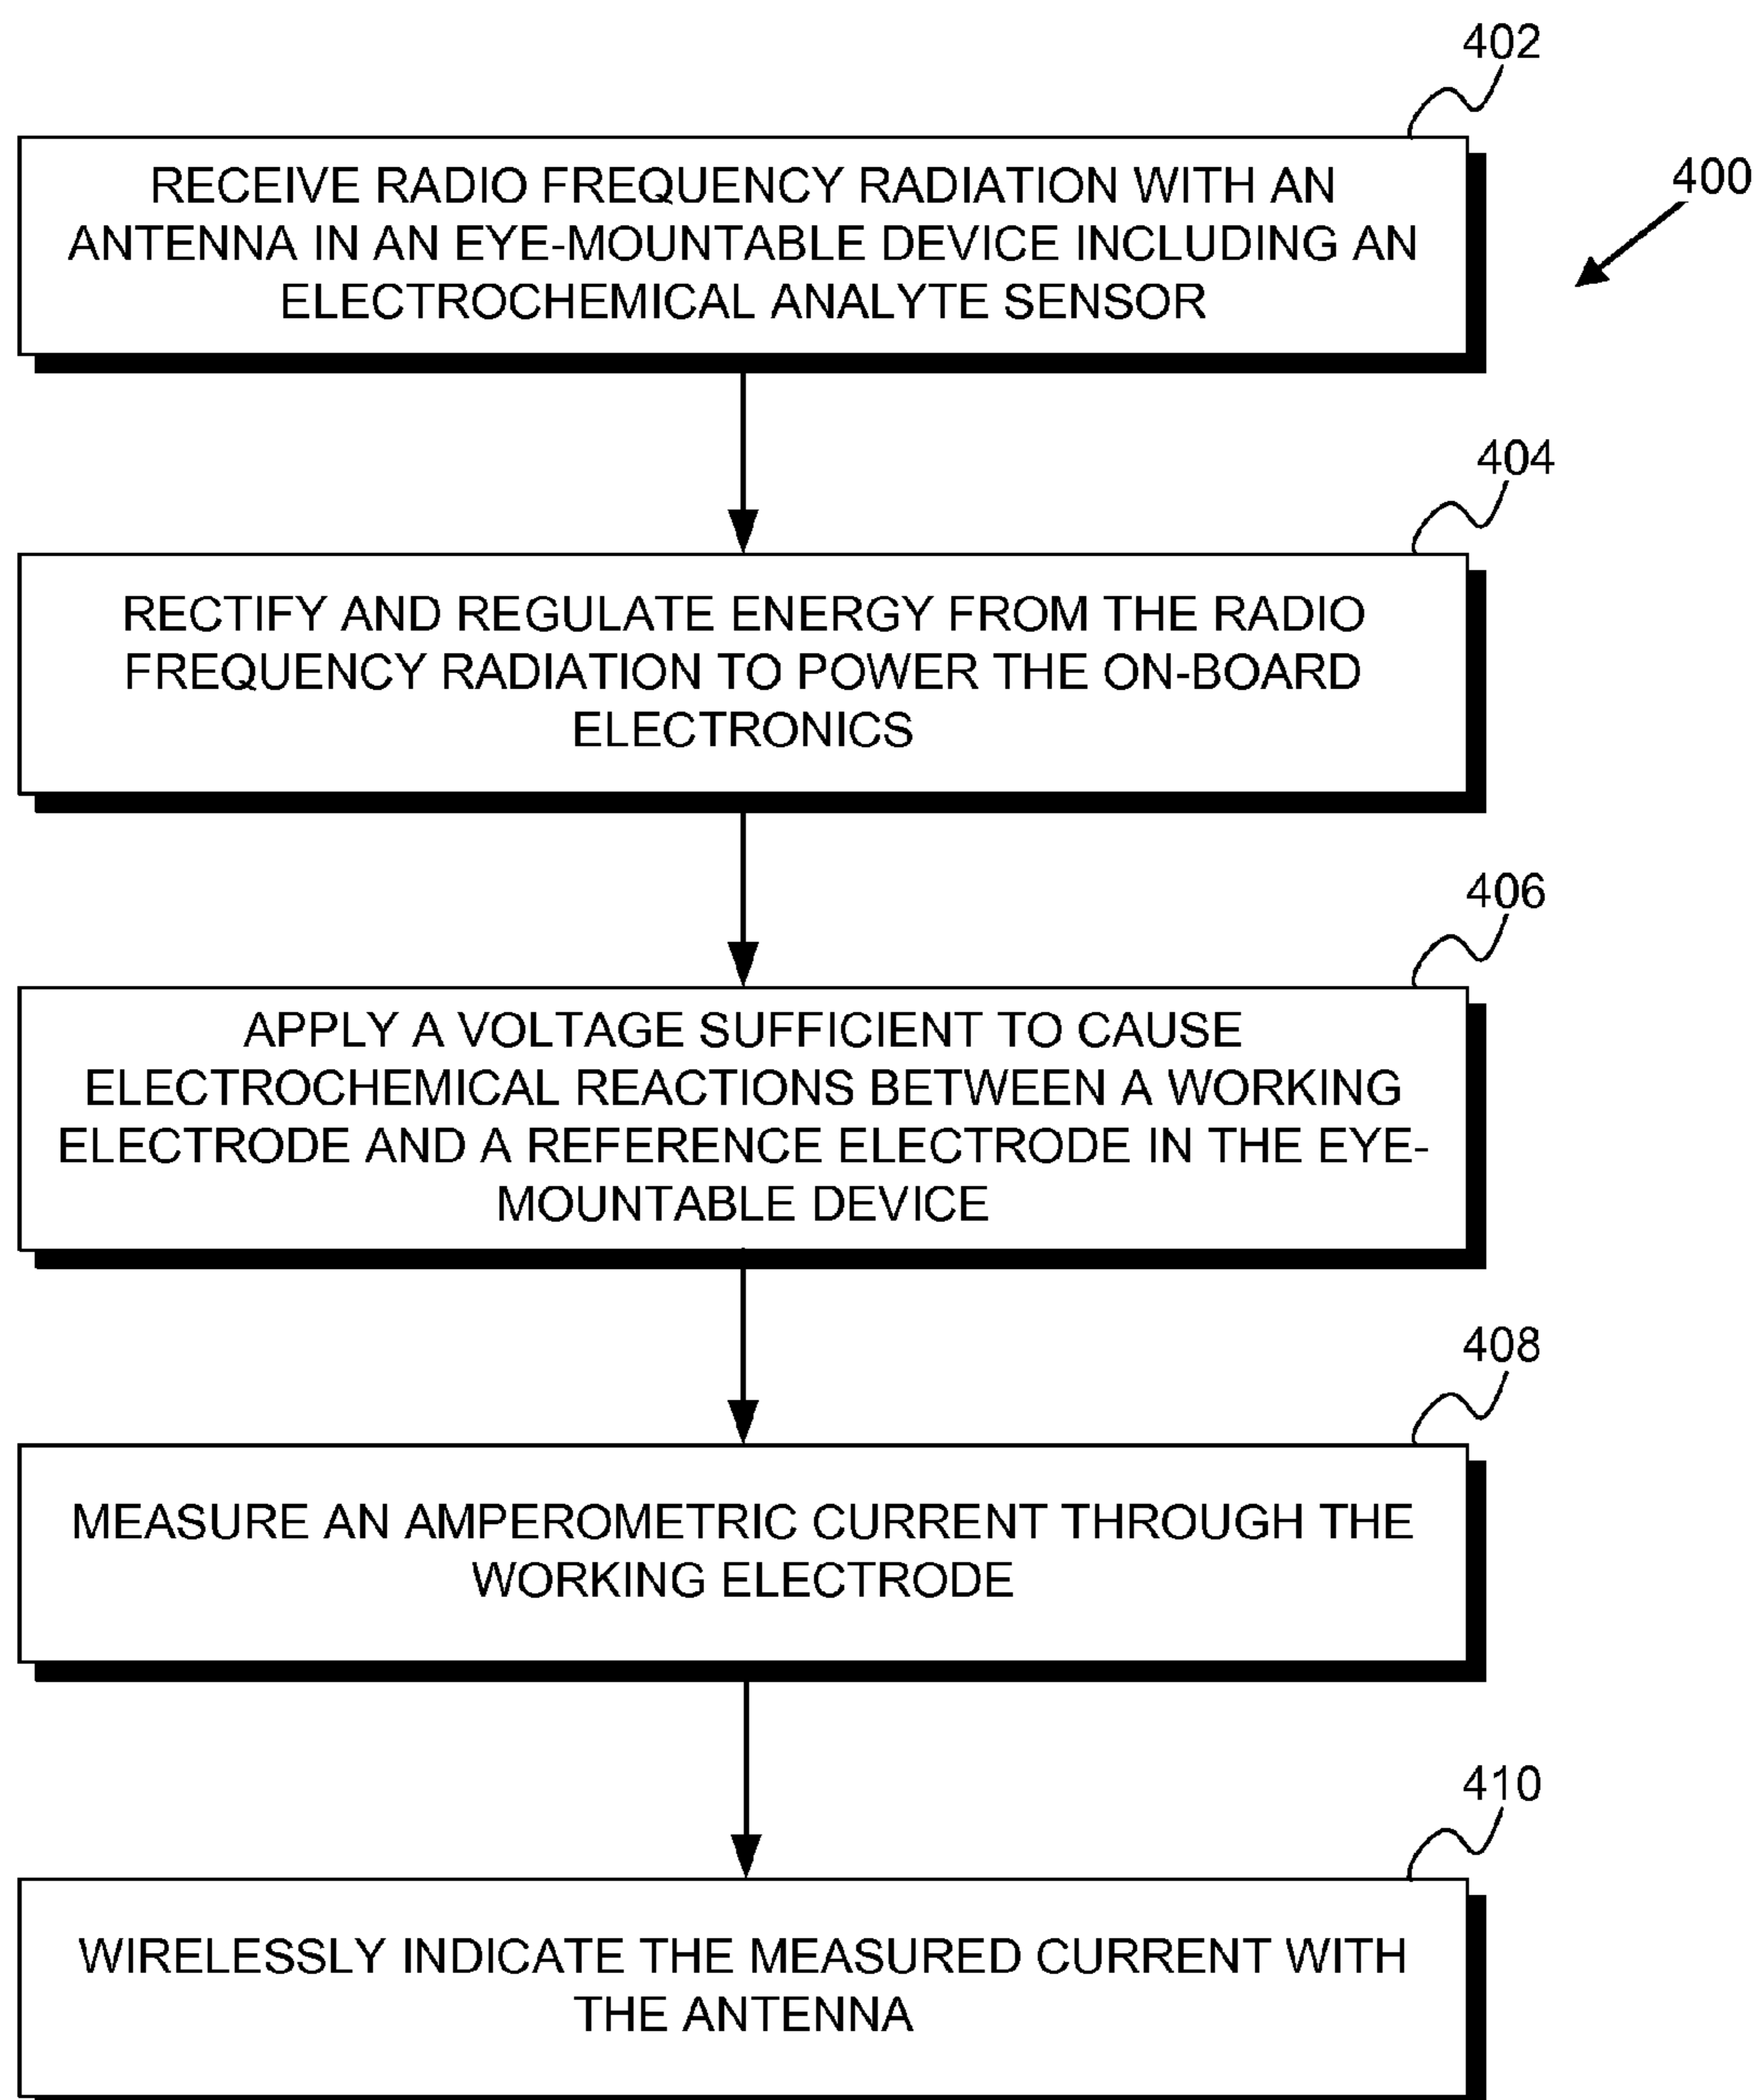 402
400
RECEIVE RADIO FREQUENCY RADIATION WITH AN
ANTENNA IN AN EYE-MOUNTABLE DEVICE INCLUDING AN
ELECTROCHEMICAL ANALYTE SENSOR
404
RECTIFY AND REGULATE ENERGY FROM THE RADIO
FREQUENCY RADIATION TO POWER THE ON-BOARD
ELECTRONICS
406
APPLY A VOLTAGE SUFFICIENT TO CAUSE
ELECTROCHEMICAL REACTIONS BETWEEN A WORKING
ELECTRODE AND A REFERENCE ELECTRODE IN THE EYE-
MOUNTABLE DEVICE
408
MEASURE AN AMPEROMETRIC CURRENT THROUGH THE
WORKING ELECTRODE
410
WIRELESSLY INDICATE THE MEASURED CURRENT WITH
THE ANTENNA